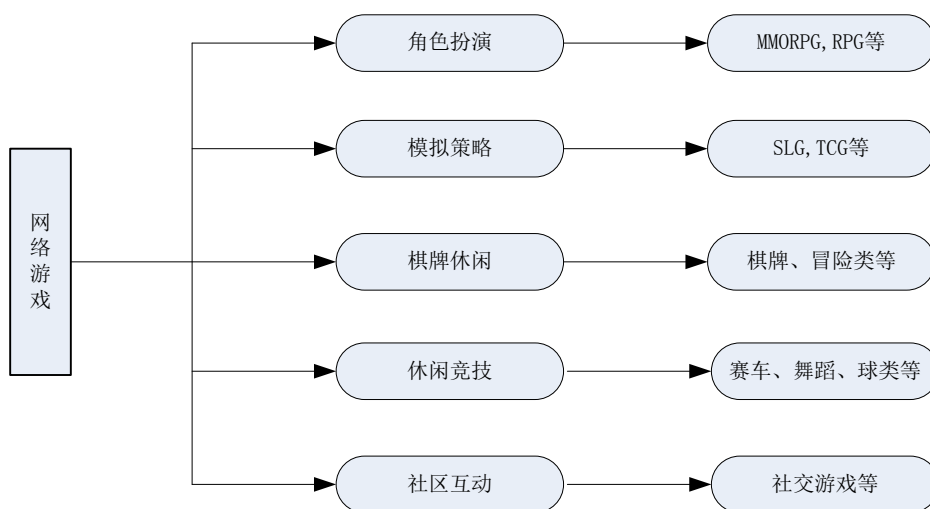 网络游戏
角色扮演
MMORPG,RPG等
模拟策略
SLG,TCG等
棋牌休闲
棋牌、冒险类等
休闲竞技
赛车、舞蹈、球类等
社区互动
社交游戏等